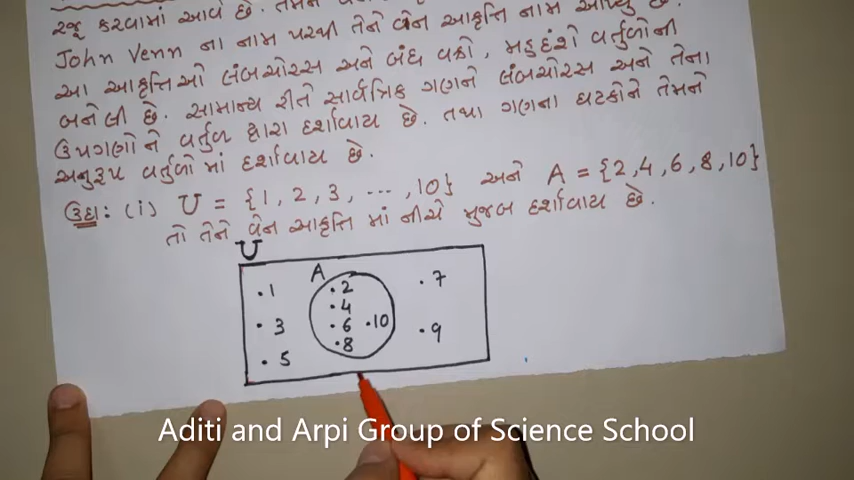 રજૂ કરવામાં આવે છે. તેમના
John Venn ના નામ પરથી તેને વેન આકૃતિ નામ આપ્યુ છે.
આ આકૃતિઓ લંબચોરસ અને બંધ વક્રો, મહદંશે વર્તુળોની
બનેલી છે. સામાન્ય રીતે સાર્વત્રિક ગણને લંબચોરસ અને તેના
ઉપગણોને વર્તુળ દ્વારા દર્શાવાય છે. તથા ગણના ઘટકોને તેમને
અનુરૂપ વર્તુળોમાં દર્શાવાય છે.
ઉદા: (i) U = {1, 2, 3, ---, 10} અને A = {2,4,6,8,10}
તો તેને વેન આકૃતિ માં નીચે મુજબ દર્શાવાય છે.
U
A
.1 .2 .7
.4
.3 .6 .10 .9
.8
.5
Aditi and Arpi Group of Science School